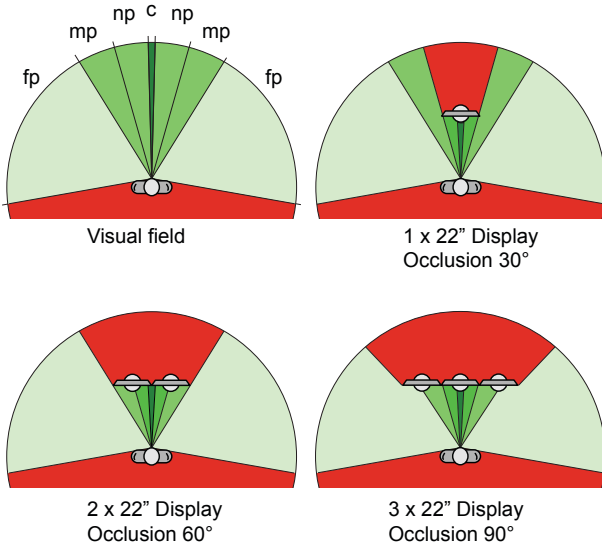 fp mp np c np mp fp
Visual field
1 x 22” Display
Occlusion 30°
2 x 22” Display
Occlusion 60°
3 x 22” Display
Occlusion 90°